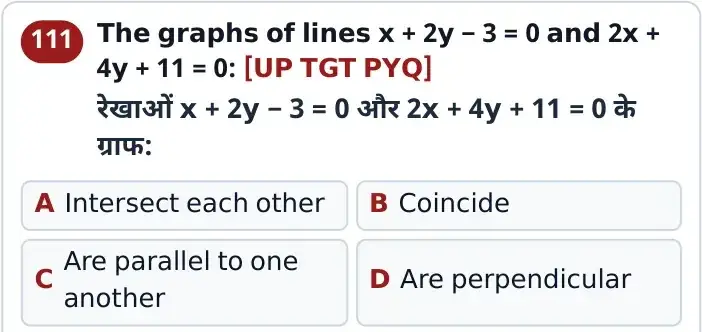 111 The graphs of lines x + 2y − 3 = 0 and 2x +
4y + 11 = 0: [UP TGT PYQ]
रेखाओं x + 2y − 3 = 0 और 2x + 4y + 11 = 0 के
ग्राफ:
A Intersect each other
B Coincide
C Are parallel to one
another
D Are perpendicular